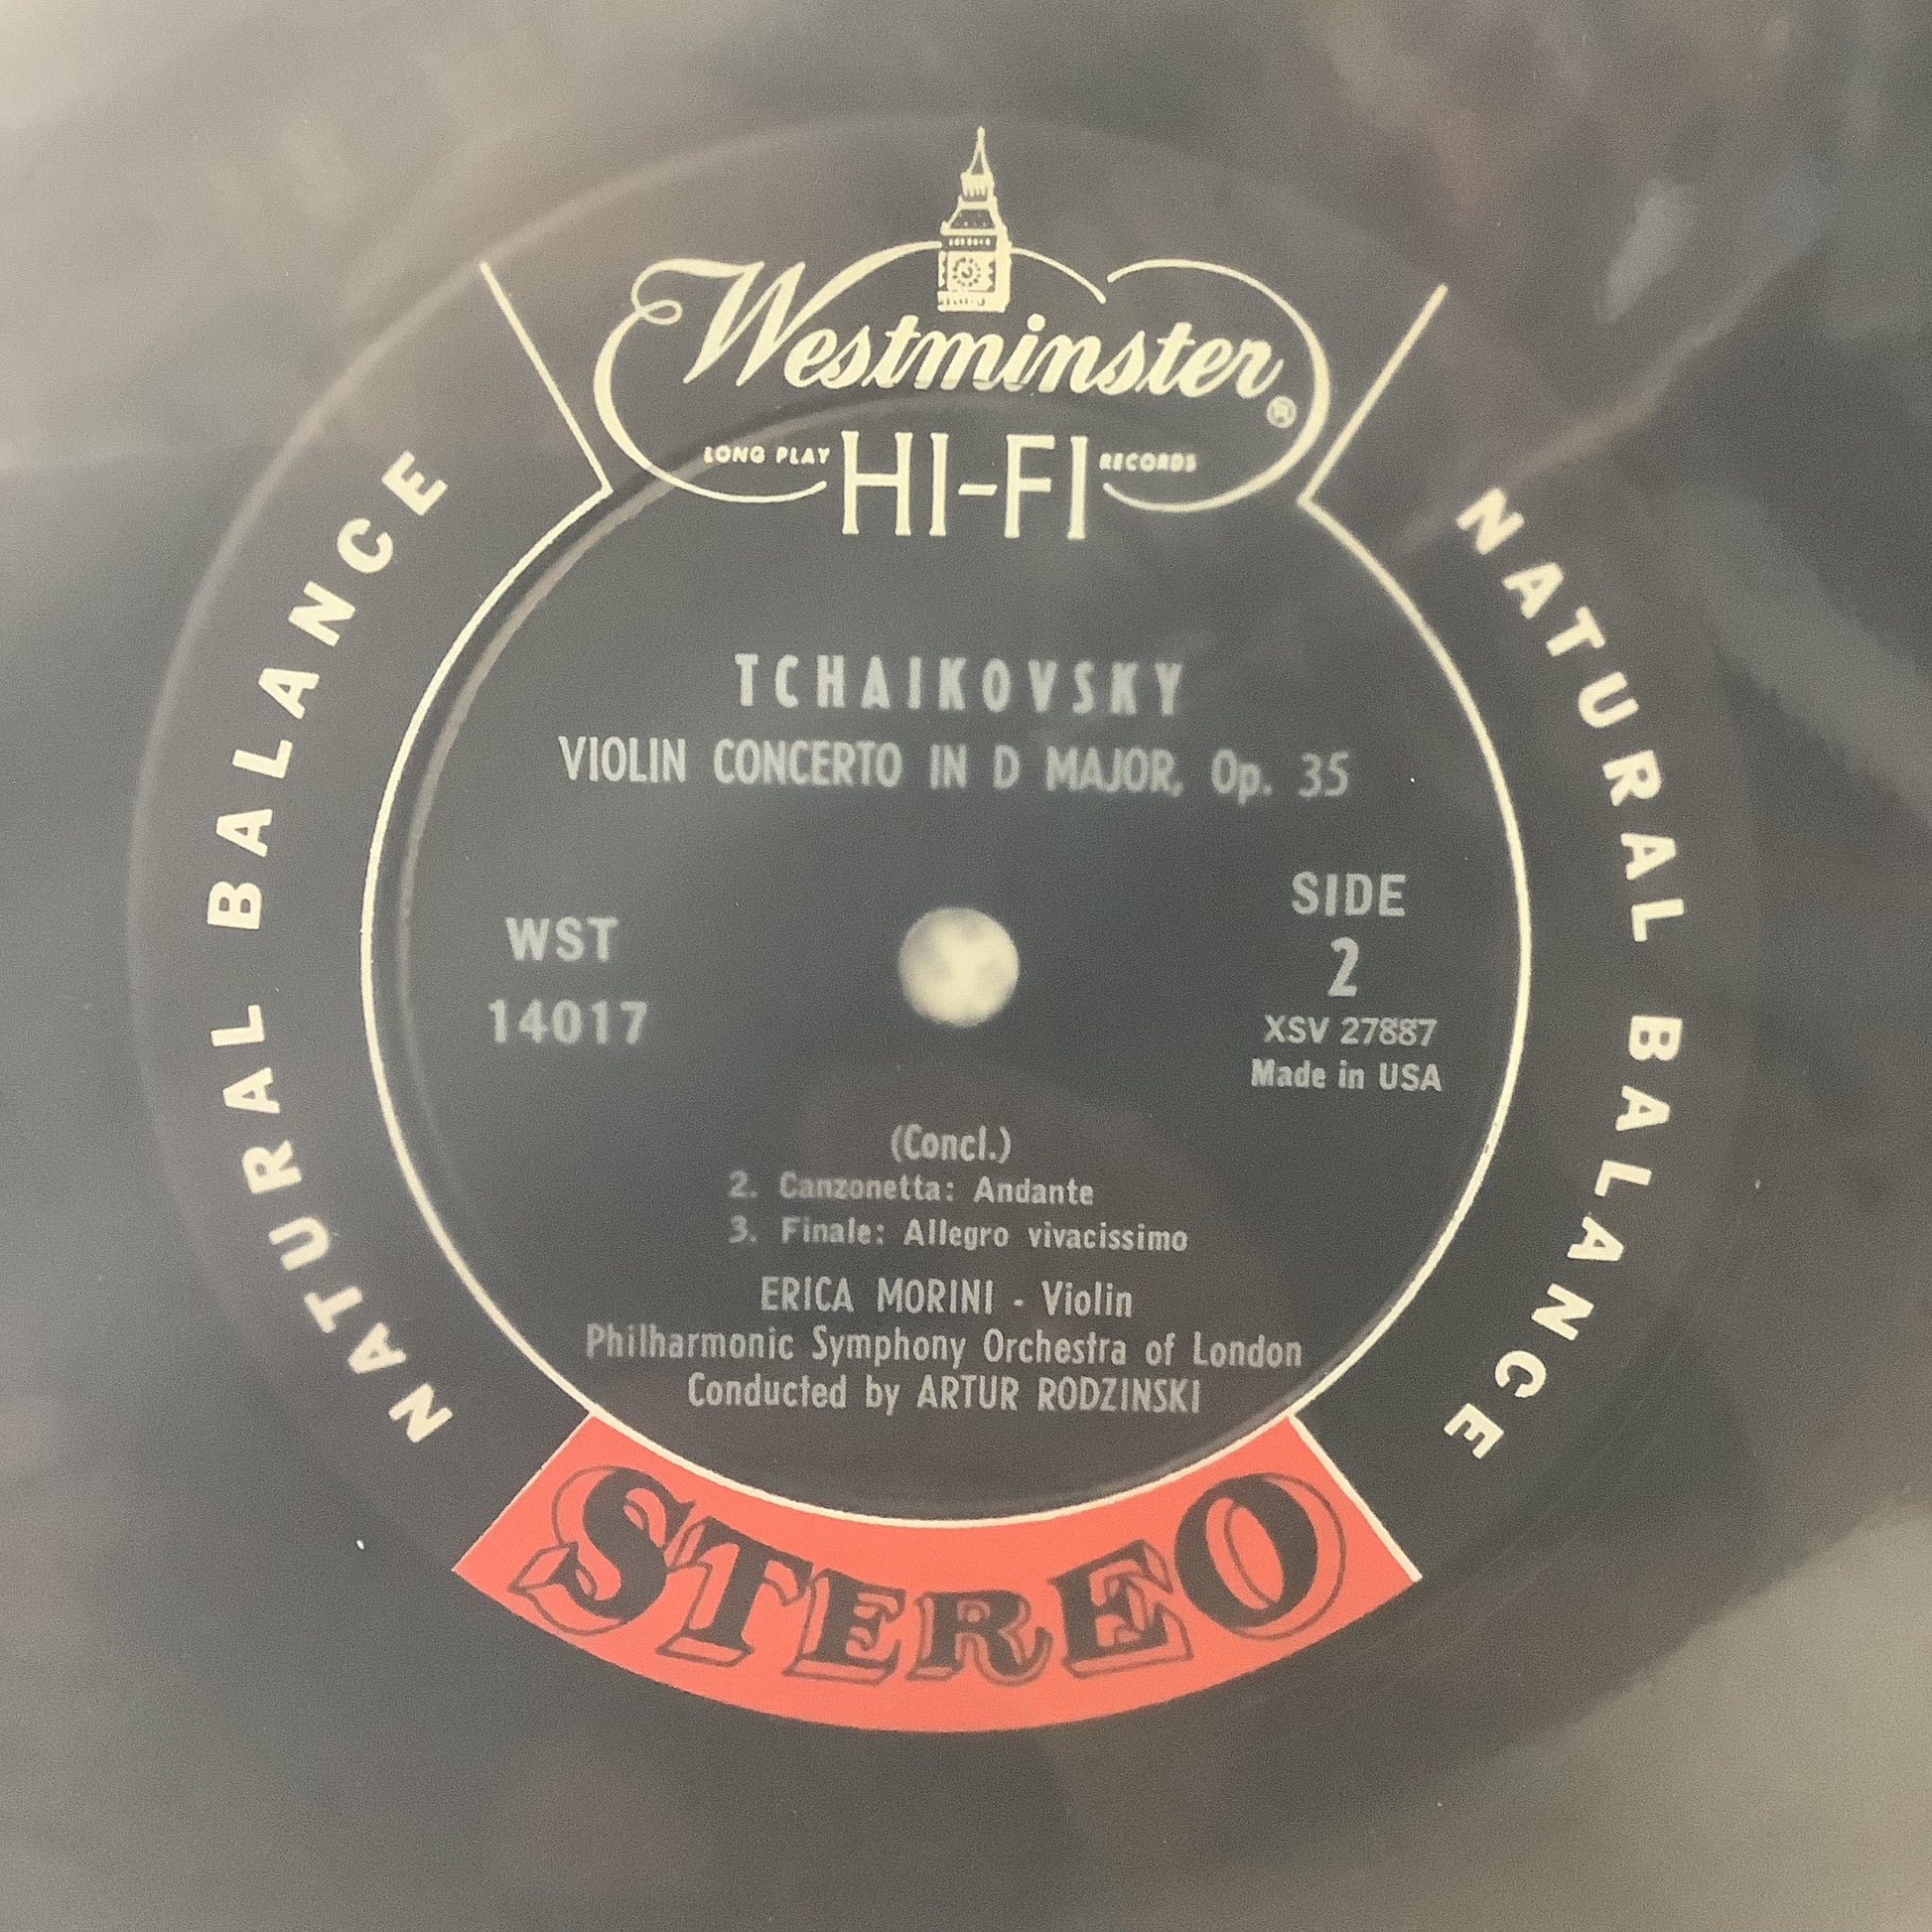 Westminster®
LONG PLAY HI-FI RECORDS
NATURAL BALANCE
NATURAL BALANCE
TCHAIKOVSKY
VIOLIN CONCERTO IN D MAJOR, Op. 35
WST
14017
SIDE
2
XSV 27887
Made in USA
(Concl.)
2. Canzonetta: Andante
3. Finale: Allegro vivacissimo
ERICA MORINI - Violin
Philharmonic Symphony Orchestra of London
Conducted by ARTUR RODZINSKI
STEREO